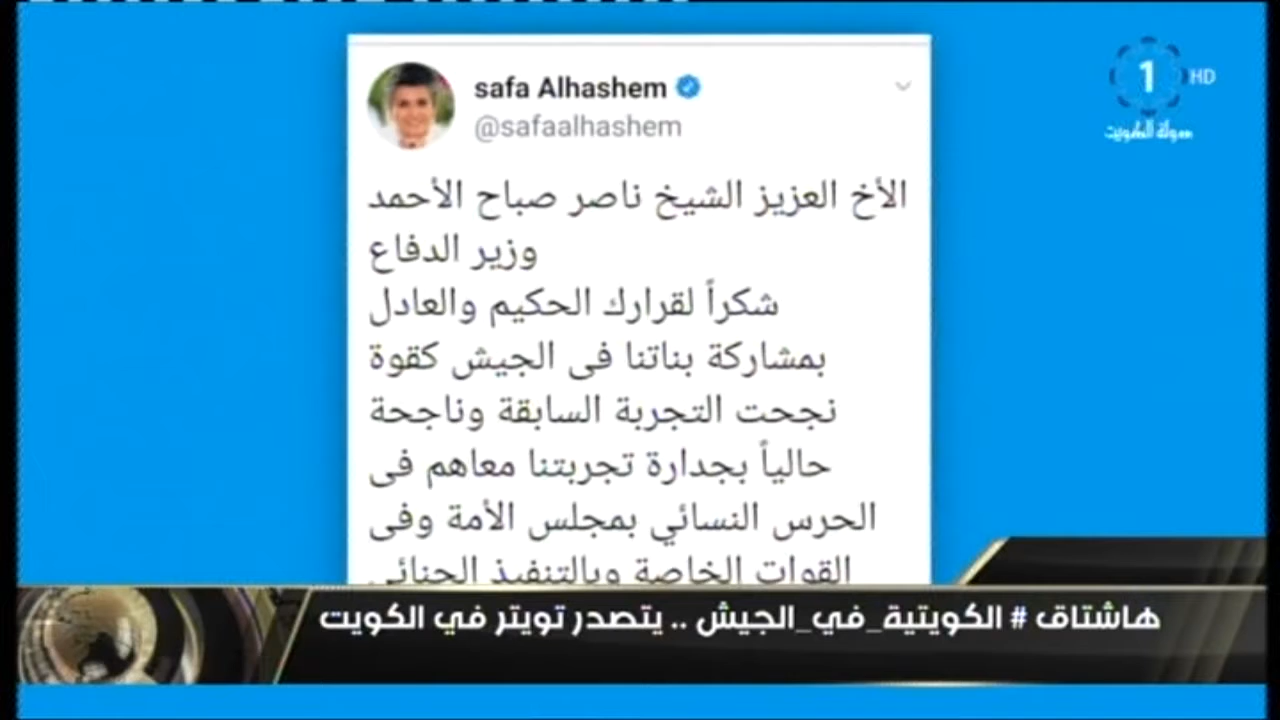 safa Alhashem
@safaalhashem
1 HD
دولة الكويت
الأخ العزيز الشيخ ناصر صباح الأحمد
وزير الدفاع
شكراً لقرارك الحكيم والعادل
بمشاركة بناتنا فى الجيش كقوة
نجحت التجربة السابقة وناجحة
حالياً بجدارة تجربتنا معاهم فى
الحرس النسائي بمجلس الأمة وفى
القوات الخاصة وبالتنفيذ الجنائي
هاشتاق # الكويتية_في_الجيش .. يتصدر تويتر في الكويت